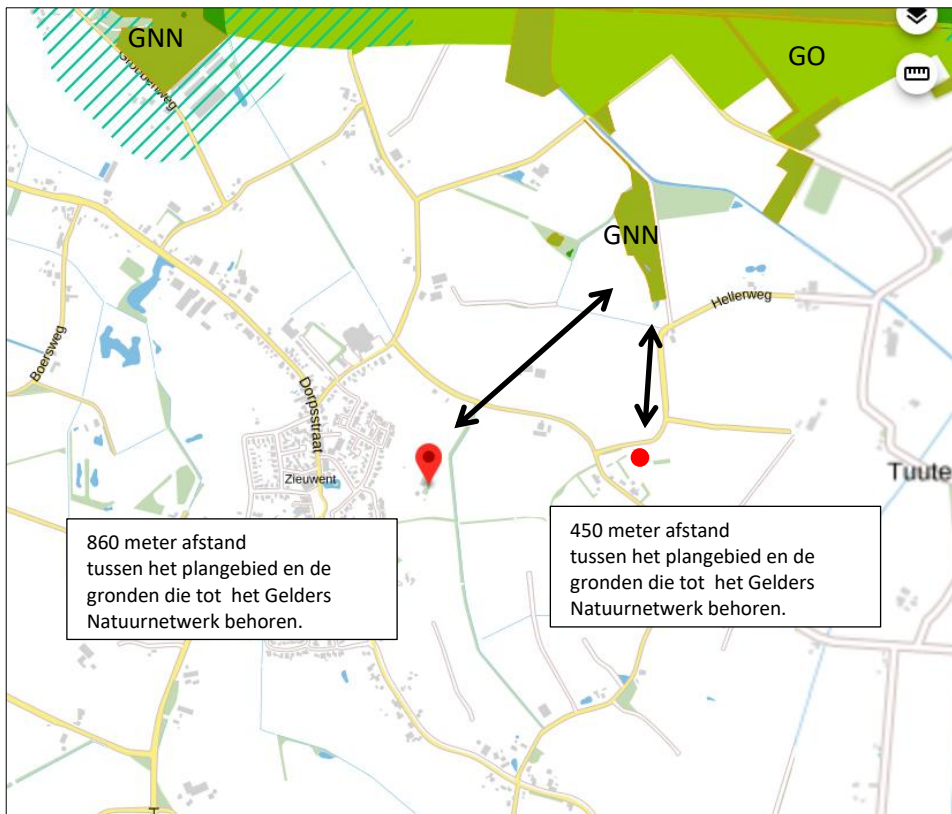 GNN
GO
Grobbenweg
GNN
Hellerweg
Boersweg
Dorpsstraat
Zieuwent
Tuute
860 meter afstand
tussen het plangebied en de
gronden die tot het Gelders
Natuurnetwerk behoren.
450 meter afstand
tussen het plangebied en de
gronden die tot het Gelders
Natuurnetwerk behoren.